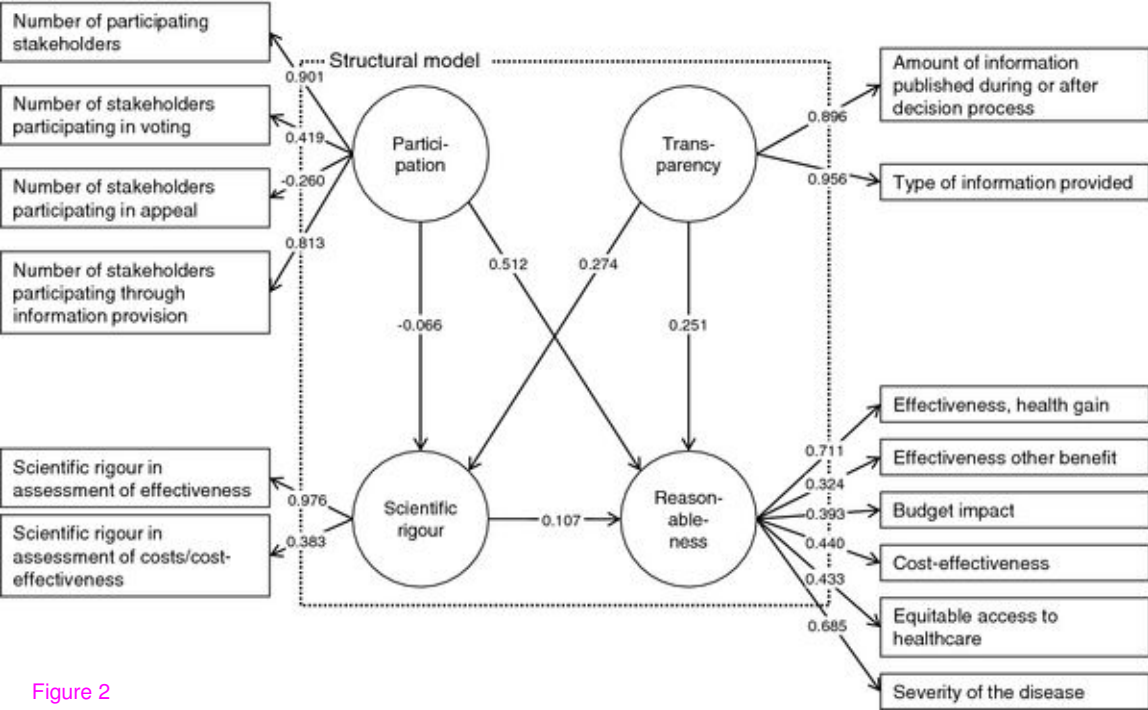 Number of participating
stakeholders
0.901
Structural model
Amount of information
published during or after
decision process
Number of stakeholders
participating in voting
0.419
0.896
Partici-
pation
Trans-
parency
Number of stakeholders
participating in appeal
-0.260
0.956
Type of information provided
Number of stakeholders
participating through
information provision
0.813
0.512
0.274
-0.066
0.251
Effectiveness, health gain
0.711
Effectiveness other benefit
0.324
Scientific rigour in
assessment of effectiveness
0.976
Scientific
rigour
0.107
Reason-
able-
ness
-0.393
Budget impact
Scientific rigour in
assessment of costs/cost-
effectiveness
0.383
0.440
Cost-effectiveness
0.433
Equitable access to
healthcare
0.685
Severity of the disease
Figure 2